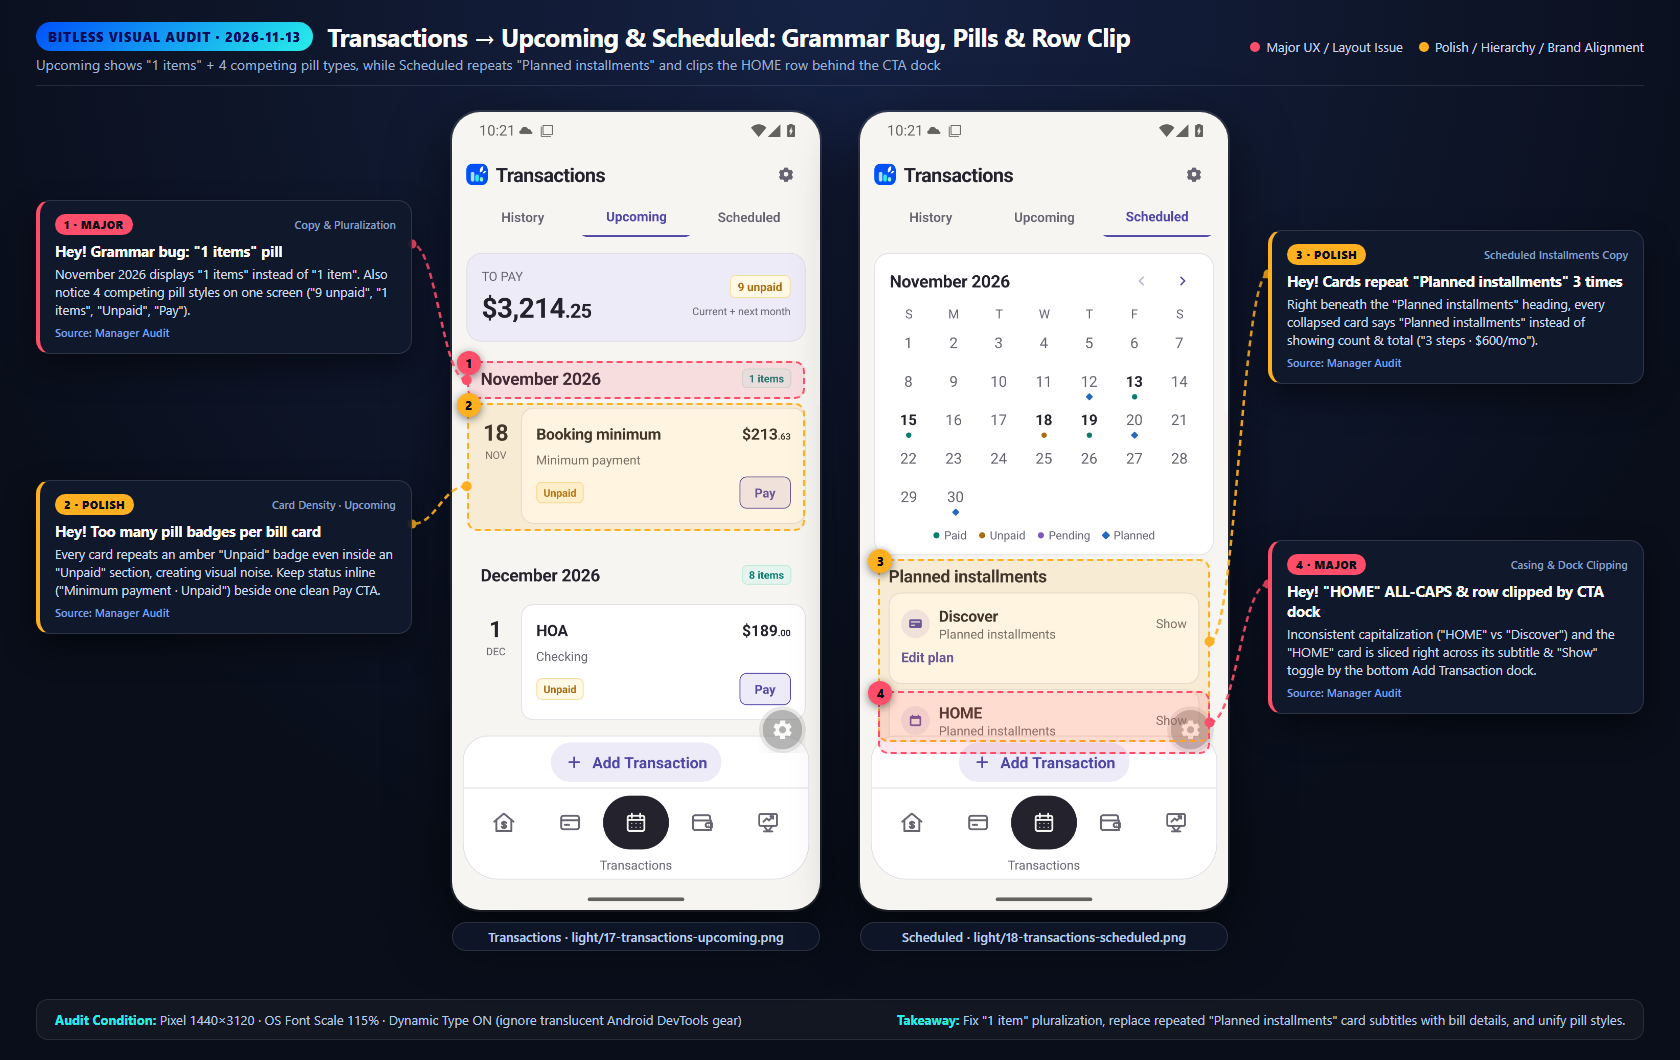 BITLESS VISUAL AUDIT · 2026-11-13
Transactions → Upcoming & Scheduled: Grammar Bug, Pills & Row Clip
Upcoming shows "1 items" + 4 competing pill types, while Scheduled repeats "Planned installments" and clips the HOME row behind the CTA dock
Major UX / Layout Issue
Polish / Hierarchy / Brand Alignment
1 · MAJOR
Copy & Pluralization
Hey! Grammar bug: "1 items" pill
November 2026 displays "1 items" instead of "1 item". Also
notice 4 competing pill styles on one screen ("9 unpaid", "1
items", "Unpaid", "Pay").
Source: Manager Audit
2 · POLISH
Card Density · Upcoming
Hey! Too many pill badges per bill card
Every card repeats an amber "Unpaid" badge even inside an
"Unpaid" section, creating visual noise. Keep status inline
("Minimum payment · Unpaid") beside one clean Pay CTA.
Source: Manager Audit
10:21
Transactions
History Upcoming Scheduled
TO PAY
$3,214.25
9 unpaid
Current + next month
1
November 2026
1 items
2
18
NOV
Booking minimum
$213.63
Minimum payment
Unpaid
Pay
December 2026
8 items
1
DEC
HOA
$189.00
Checking
Unpaid
Pay
+ Add Transaction
Transactions
Transactions · light/17-transactions-upcoming.png
10:21
Transactions
History Upcoming Scheduled
November 2026
S M T W T F S
1 2 3 4 5 6 7
8 9 10 11 12 13 14
15 16 17 18 19 20 21
22 23 24 25 26 27 28
29 30
Paid Unpaid Pending Planned
3
Planned installments
Discover
Planned installments
Show
Edit plan
4
HOME
Planned installments
Show
+ Add Transaction
Transactions
Scheduled · light/18-transactions-scheduled.png
3 · POLISH
Scheduled Installments Copy
Hey! Cards repeat "Planned installments" 3 times
Right beneath the "Planned installments" heading, every
collapsed card says "Planned installments" instead of
showing count & total ("3 steps · $600/mo").
Source: Manager Audit
4 · MAJOR
Casing & Dock Clipping
Hey! "HOME" ALL-CAPS & row clipped by CTA
dock
Inconsistent capitalization ("HOME" vs "Discover") and the
"HOME" card is sliced right across its subtitle & "Show"
toggle by the bottom Add Transaction dock.
Source: Manager Audit
Audit Condition: Pixel 1440×3120 · OS Font Scale 115% · Dynamic Type ON (ignore translucent Android DevTools gear)
Takeaway: Fix "1 item" pluralization, replace repeated "Planned installments" card subtitles with bill details, and unify pill styles.